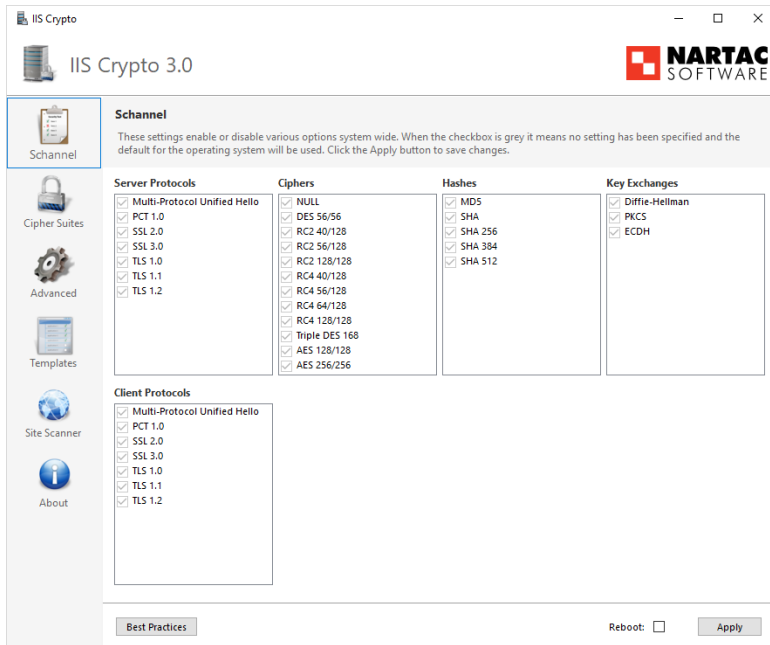 IIS Crypto
IIS Crypto 3.0
NARTAC
SOFTWARE
Schannel
Cipher Suites
Advanced
Templates
Site Scanner
About
Schannel
These settings enable or disable various options system wide. When the checkbox is grey it means no setting has been specified and the
default for the operating system will be used. Click the Apply button to save changes.
Server Protocols
Multi-Protocol Unified Hello
PCT 1.0
SSL 2.0
SSL 3.0
TLS 1.0
TLS 1.1
TLS 1.2
Ciphers
NULL
DES 56/56
RC2 40/128
RC2 56/128
RC2 128/128
RC4 40/128
RC4 56/128
RC4 64/128
RC4 128/128
Triple DES 168
AES 128/128
AES 256/256
Hashes
MD5
SHA
SHA 256
SHA 384
SHA 512
Key Exchanges
Diffie-Hellman
PKCS
ECDH
Client Protocols
Multi-Protocol Unified Hello
PCT 1.0
SSL 2.0
SSL 3.0
TLS 1.0
TLS 1.1
TLS 1.2
Best Practices
Reboot:
Apply